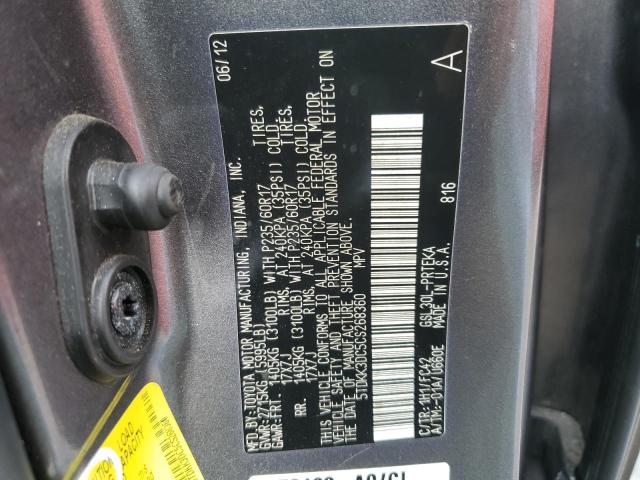 MFD.BY:TOYOTA MOTOR MANUFACTURING, INDIANA, INC. 06/12
GVWR:2715KG (5995LB)
GAWR:FRT. 1405KG (3100LB) WITH P235/60R17 TIRES,
17X7J RIMS, AT 240KPA (35PSI) COLD.
RR. 1405KG (3100LB) WITH P235/60R17 TIRES,
17X7J RIMS, AT 240KPA (35PSI) COLD.
THIS VEHICLE CONFORMS TO ALL APPLICABLE FEDERAL MOTOR
VEHICLE SAFETY AND THEFT PREVENTION STANDARDS IN EFFECT ON
THE DATE OF MANUFACTURE SHOWN ABOVE.
5TDKK3DC5CS268360 MPV
A
816
C/TR:1H1/FC42 GSL30L-PRTEKA
A/TM:-01A/U660E MADE IN U.S.A.
LOAD
CAPACITY